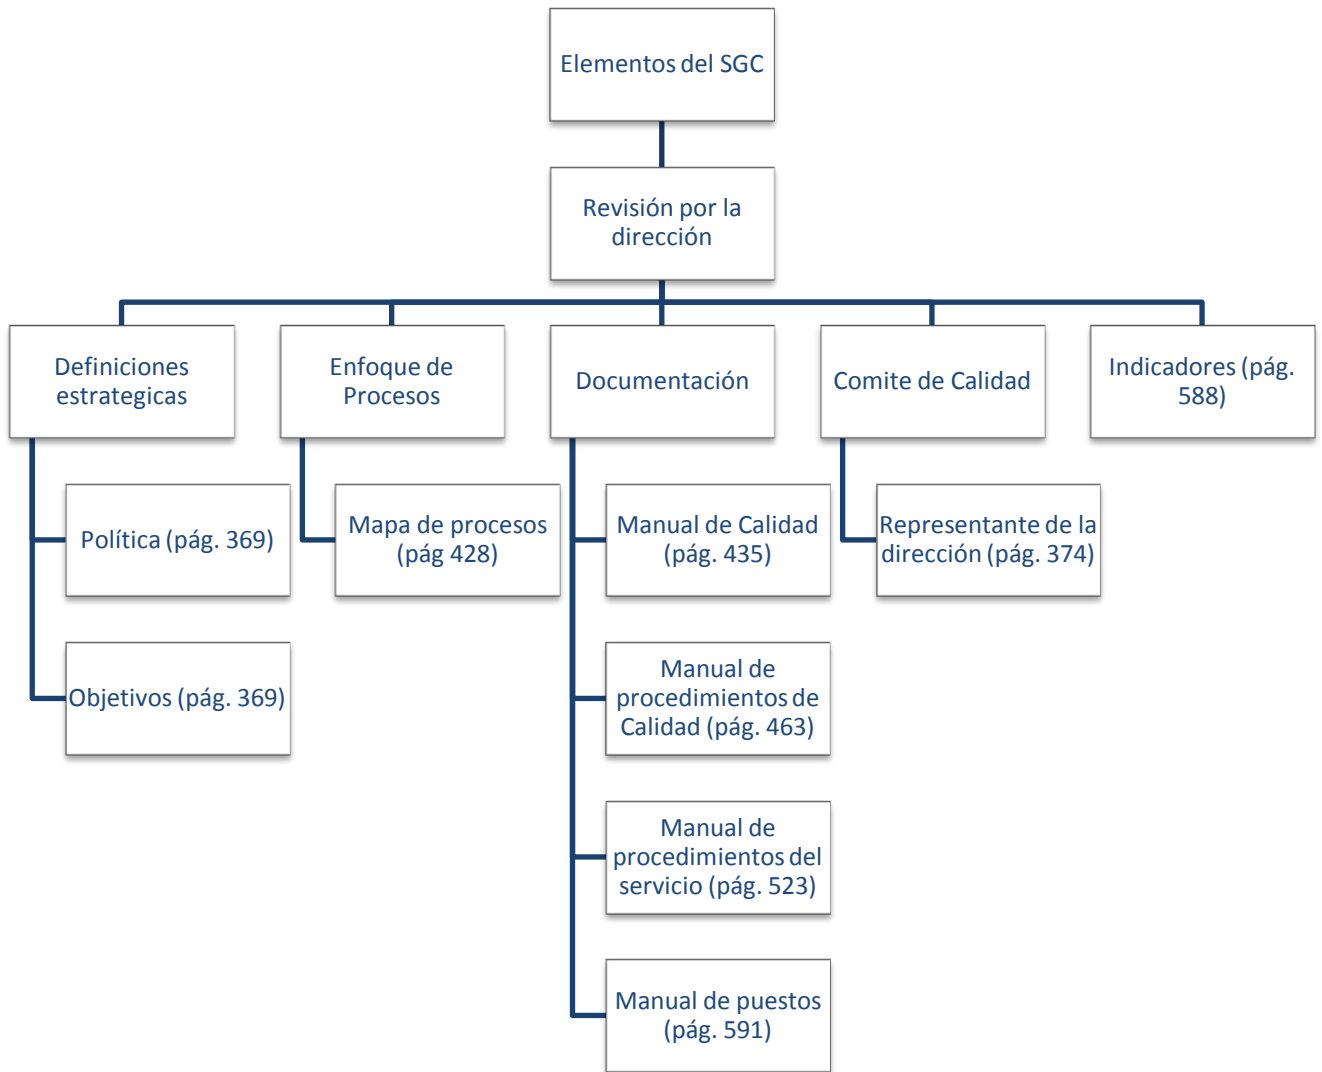 Elementos del SGC
Revisión por la
dirección
Definiciones
estrategicas
Enfoque de
Procesos
Documentación
Comite de Calidad
Indicadores (pág.
588)
Política (pág. 369)
Mapa de procesos
(pág 428)
Manual de Calidad
(pág. 435)
Representante de la
dirección (pág. 374)
Objetivos (pág. 369)
Manual de
procedimientos de
Calidad (pág. 463)
Manual de
procedimientos del
servicio (pág. 523)
Manual de puestos
(pág. 591)